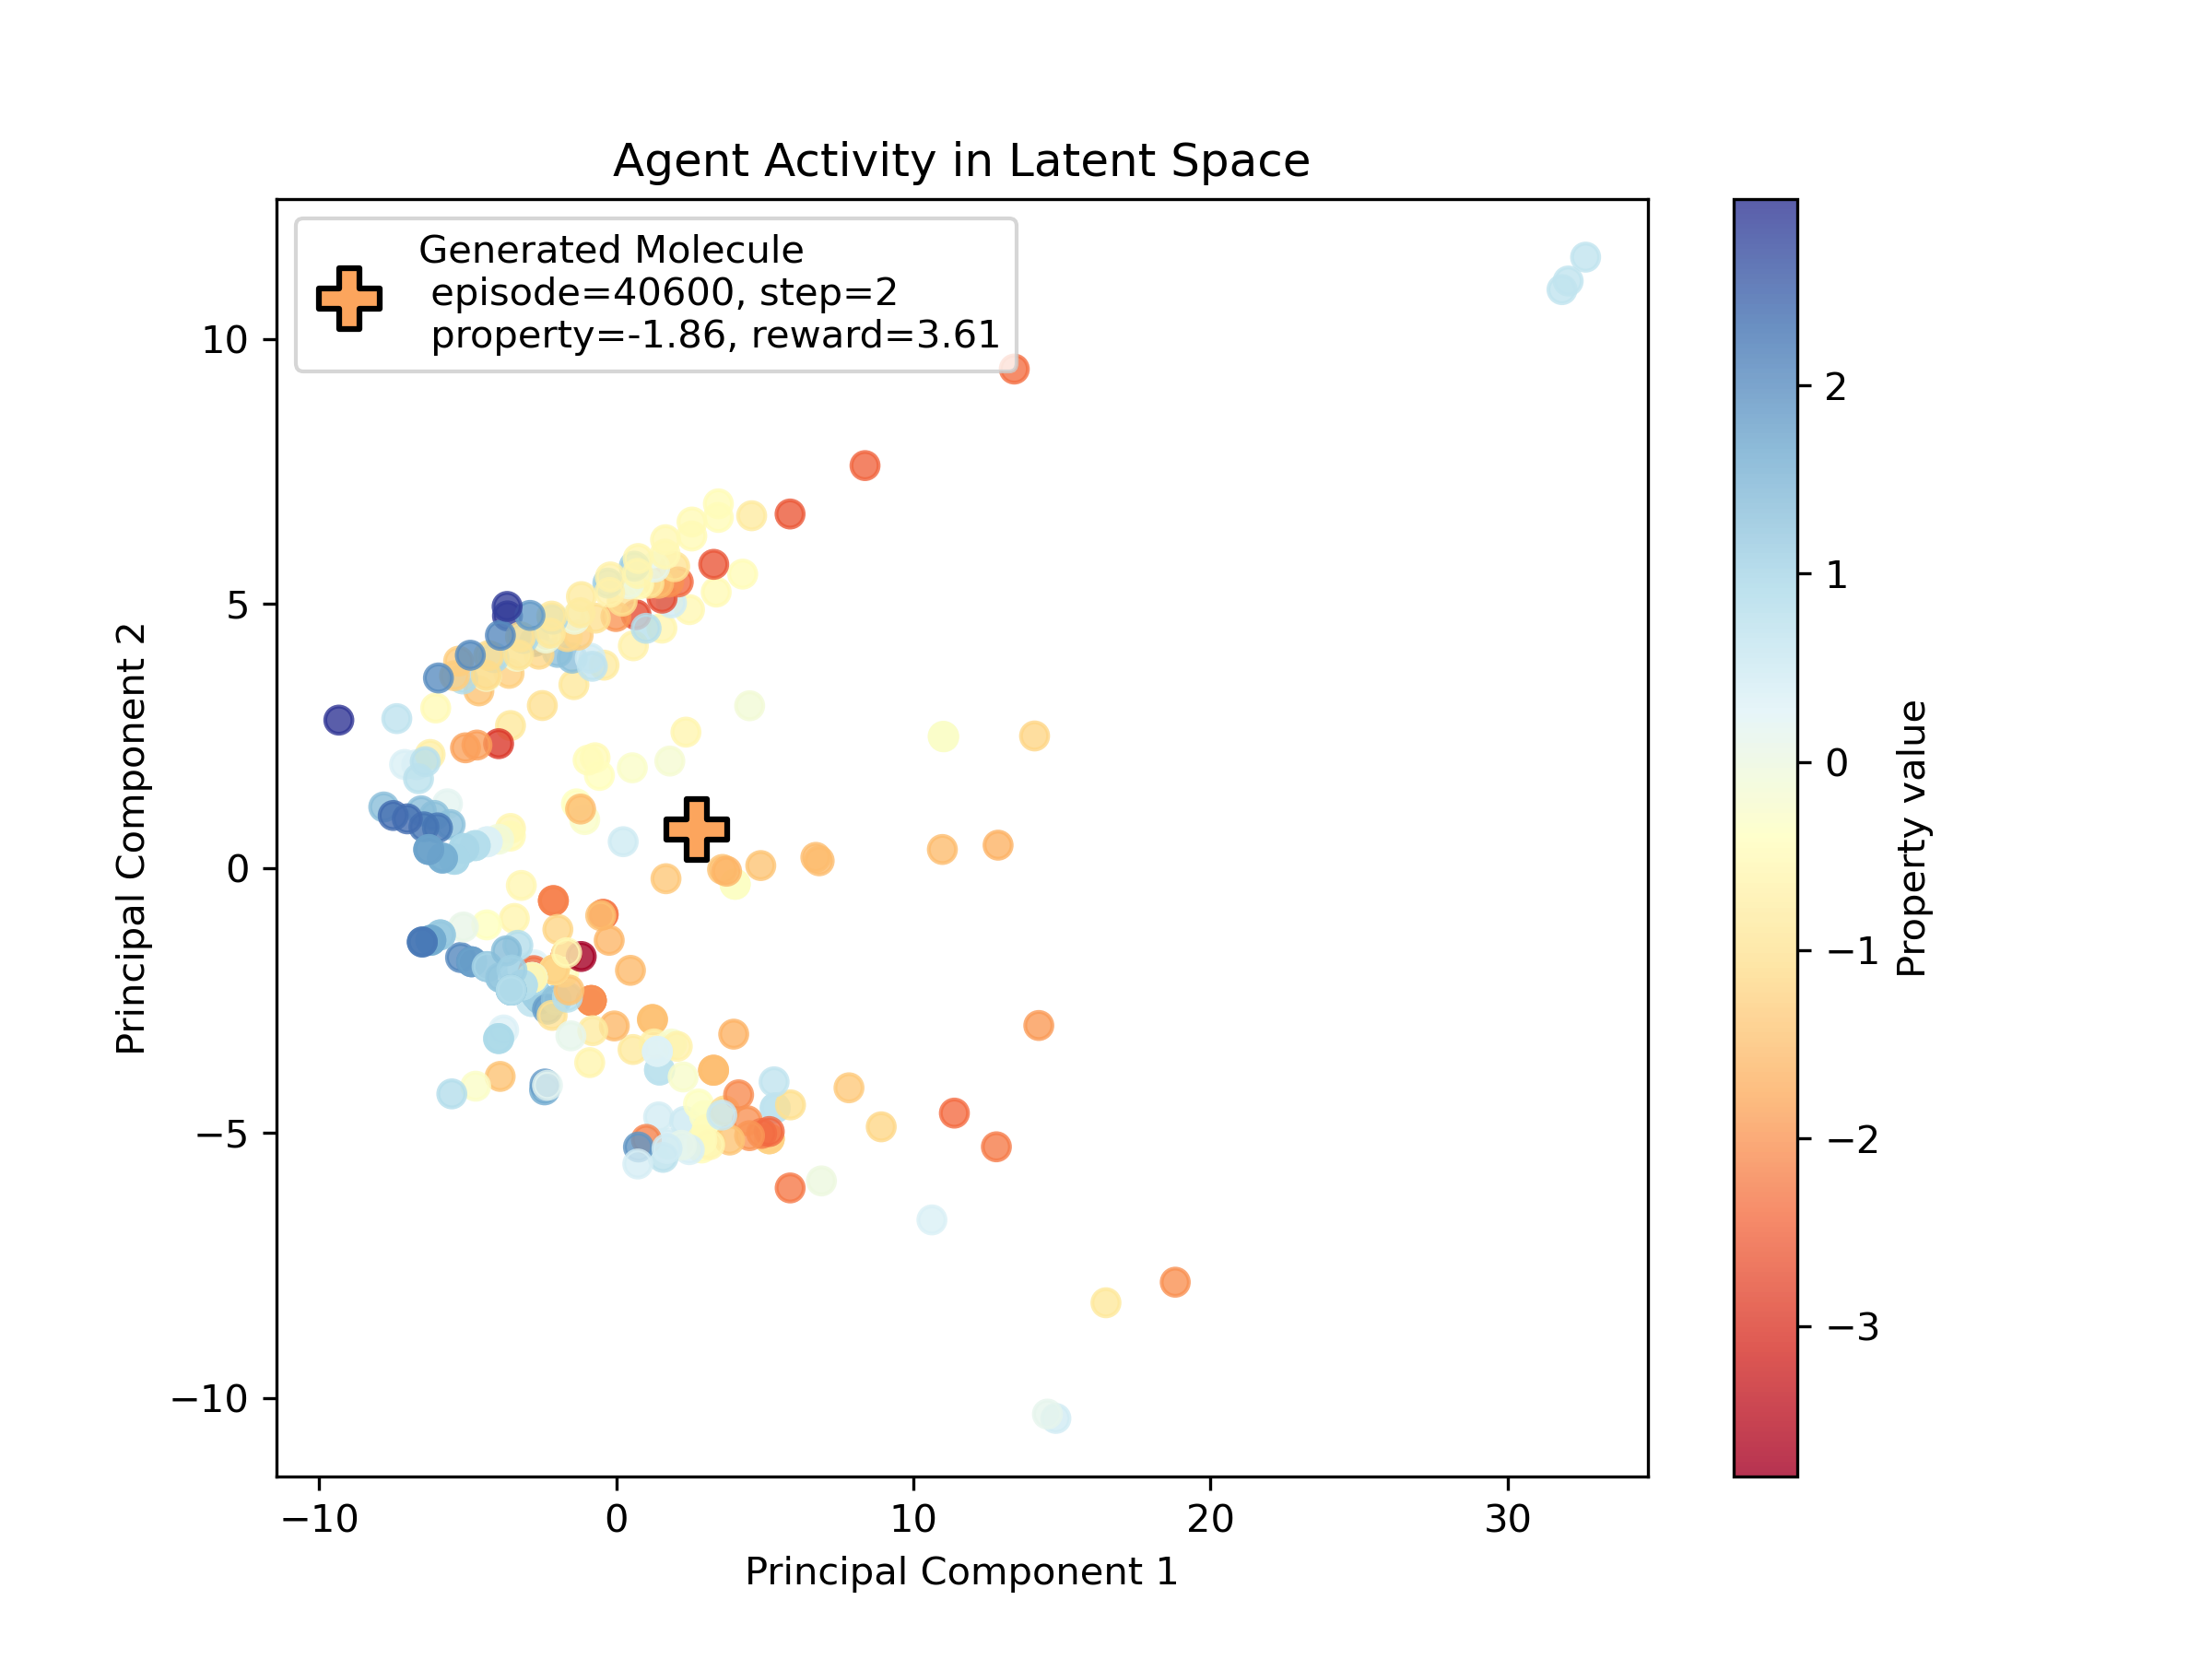 Agent Activity in Latent Space
Generated Molecule
episode=40600, step=2
property=-1.86, reward=3.61
10
5
0
−5
−10
Principal Component 2
−10
0
10
20
30
Principal Component 1
2
1
0
−1
−2
−3
Property value